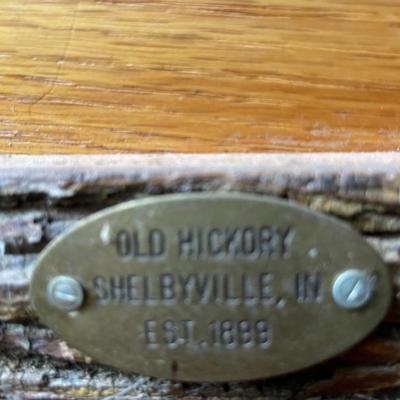 OLD HICKORY
SHELBYVILLE, IN
EST. 1899